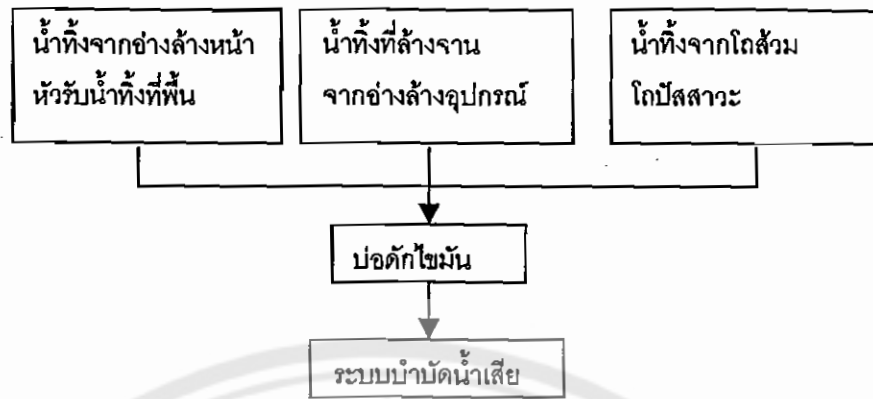 น้ำทิ้งจากอ่างล้างหน้า
หัวรับน้ำทิ้งที่พื้น
น้ำทิ้งที่ล้างจาน
จากอ่างล้างอุปกรณ์
น้ำทิ้งจากโถส้วม
โถปัสสาวะ
บ่อดักไขมัน
ระบบบำบัดน้ำเสีย